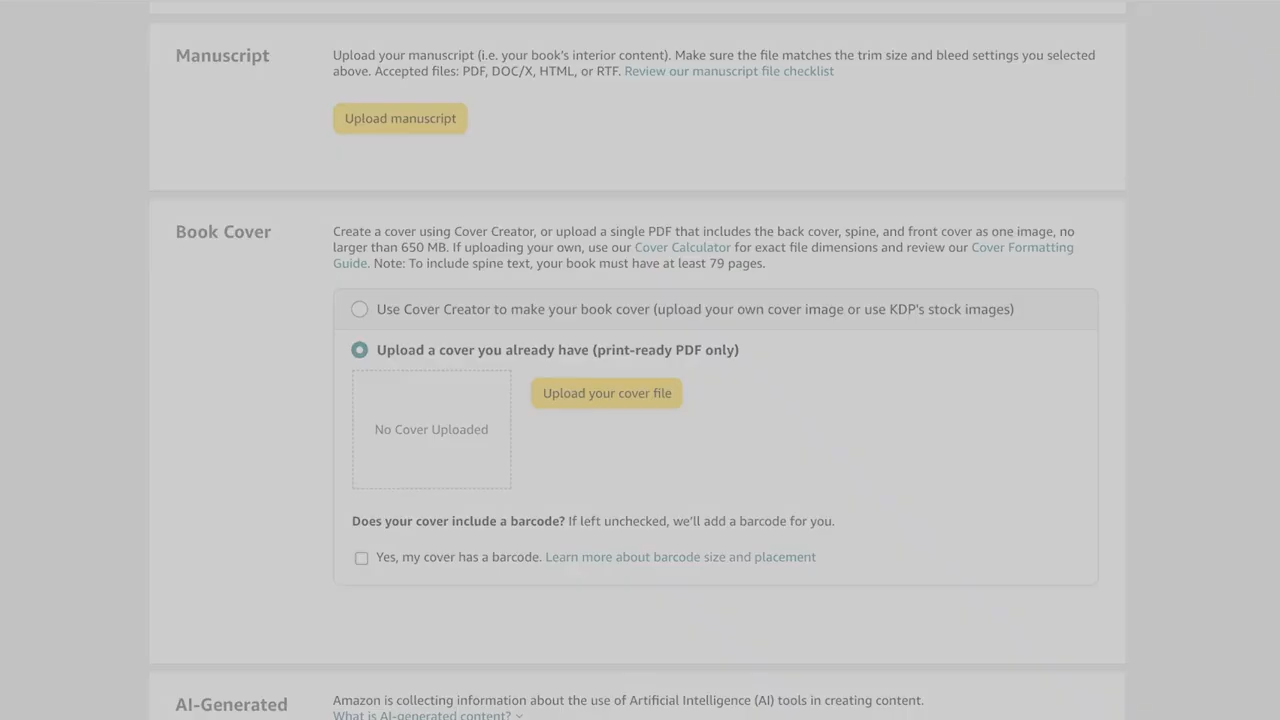 Manuscript
Upload your manuscript (i.e. your book's interior content). Make sure the file matches the trim size and bleed settings you selected
above. Accepted files: PDF, DOC/X, HTML, or RTF. Review our manuscript file checklist
Upload manuscript
Book Cover
Create a cover using Cover Creator, or upload a single PDF that includes the back cover, spine, and front cover as one image, no
larger than 650 MB. If uploading your own, use our Cover Calculator for exact file dimensions and review our Cover Formatting
Guide. Note: To include spine text, your book must have at least 79 pages.
Use Cover Creator to make your book cover (upload your own cover image or use KDP's stock images)
Upload a cover you already have (print-ready PDF only)
Upload your cover file
No Cover Uploaded
Does your cover include a barcode? If left unchecked, we'll add a barcode for you.
Yes, my cover has a barcode. Learn more about barcode size and placement
AI-Generated
Amazon is collecting information about the use of Artificial Intelligence (AI) tools in creating content.
What is AI-generated content?